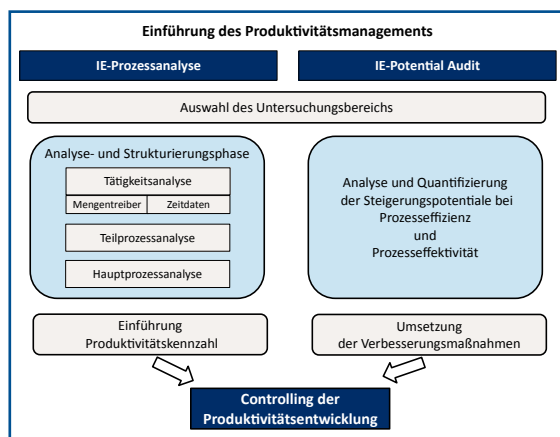 Einführung des Produktivitätsmanagements
IE-Prozessanalyse
IE-Potential Audit
Auswahl des Untersuchungsbereichs
Analyse- und Strukturierungsphase
Tätigkeitsanalyse
Mengentreiber
Zeitdaten
Teilprozessanalyse
Hauptprozessanalyse
Analyse und Quantifizierung
der Steigerungspotentiale bei
Prozesseffizienz
und
Prozesseffektivität
Einführung
Produktivitätskennzahl
Umsetzung
der Verbesserungsmaßnahmen
Controlling der
Produktivitätsentwicklung